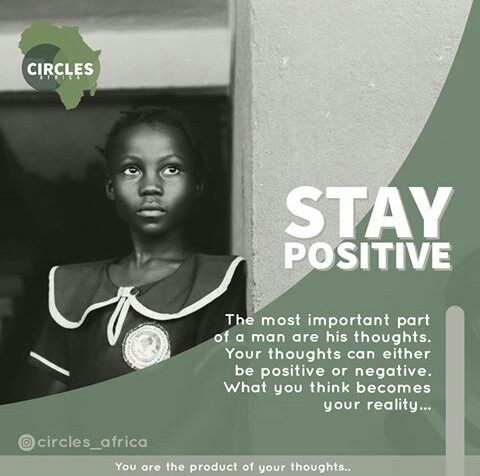 CIRCLES
AFRICA
STAY
POSITIVE
The most important part
of a man are his thoughts.
Your thoughts can either
be positive or negative.
What you think becomes
your reality...
circles_africa
You are the product of your thoughts..